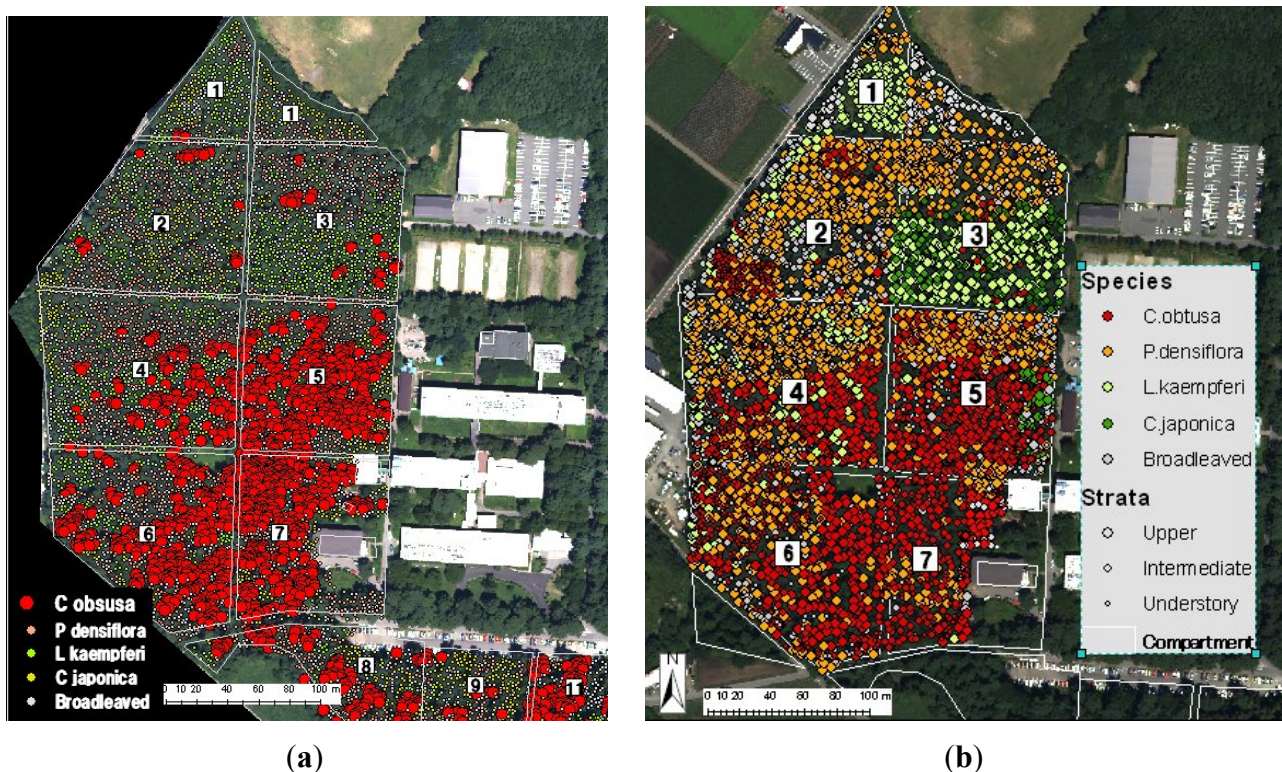 1
1
2
3
4
5
6
7
8
9
11
C obsusa
P densiflora
L kaempferi
C japonica
Broadleaved
0 10 20 40 60 80 100 m
(a)
1
2
3
4
5
6
7
Species
C.obtusa
P.densiflora
L.kaempferi
C.japonica
Broadleaved
Strata
Upper
Intermediate
Understory
Compartment
N
0 10 20 40 60 80 100 m
(b)